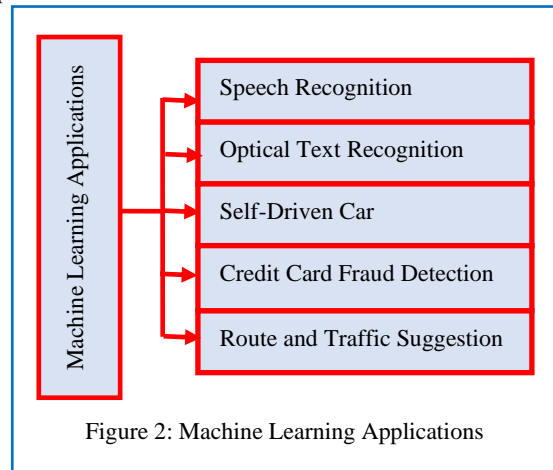 Machine Learning Applications
Speech Recognition
Optical Text Recognition
Self-Driven Car
Credit Card Fraud Detection
Route and Traffic Suggestion
Figure 2: Machine Learning Applications